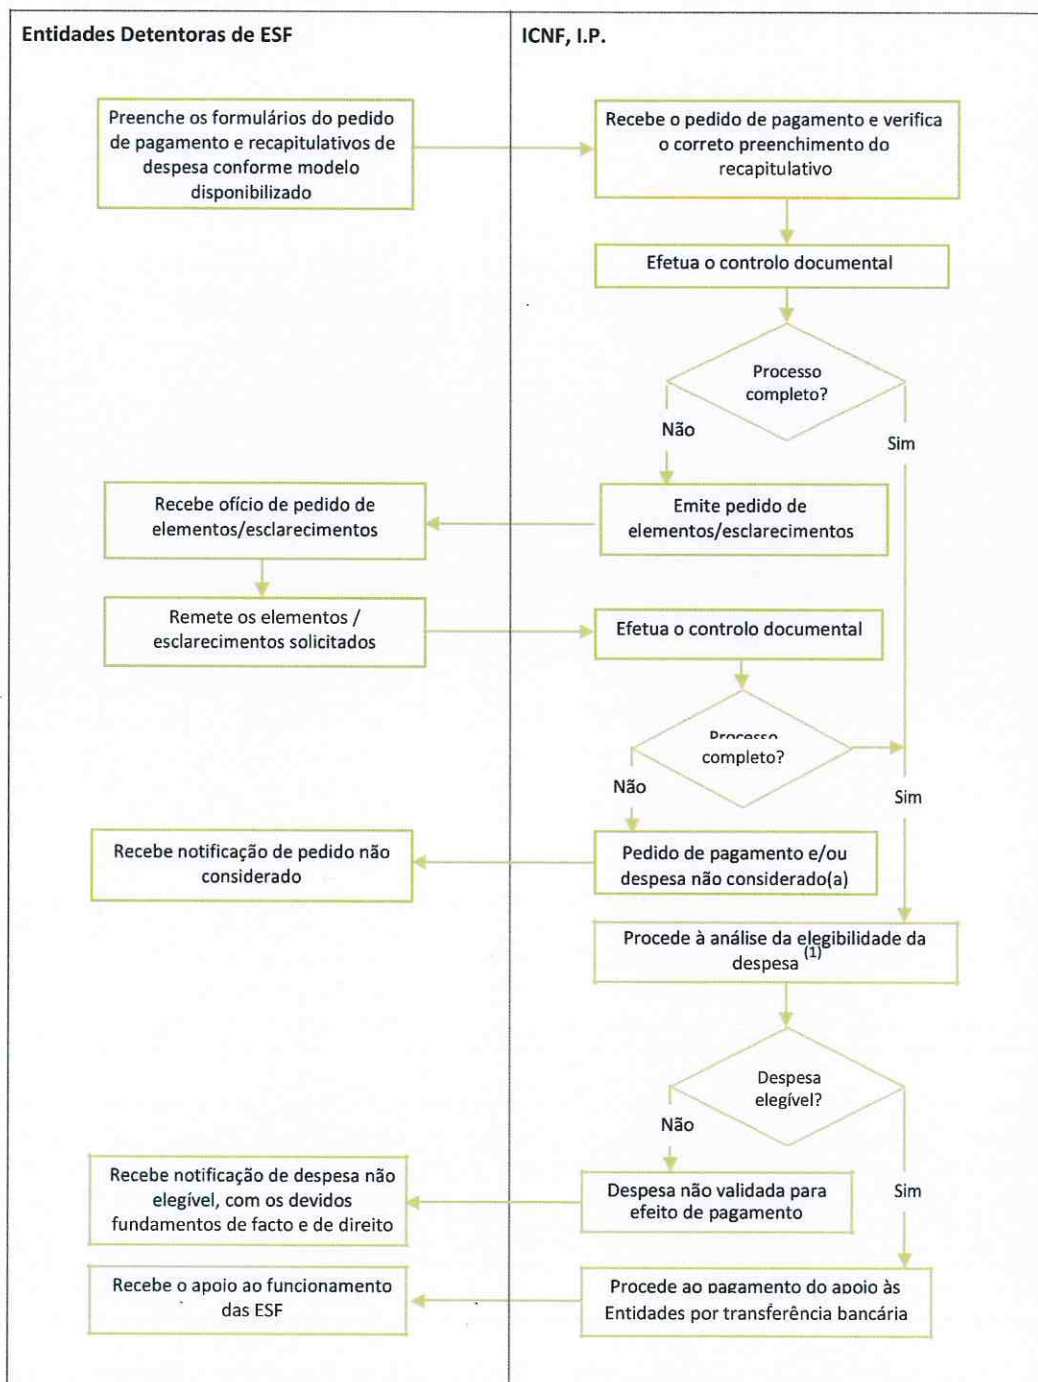 Entidades Detentoras de ESF
ICNF, I.P.
Preenche os formulários do pedido
de pagamento e recapitulativos de
despesa conforme modelo
disponibilizado
Recebe o pedido de pagamento e verifica
o correto preenchimento do
recapitulativo
Efetua o controlo documental
Processo
completo?
Não
Sim
Recebe ofício de pedido de
elementos/esclarecimentos
Emite pedido de
elementos/esclarecimentos
Remete os elementos /
esclarecimentos solicitados
Efetua o controlo documental
Processo
completo?
Não
Sim
Recebe notificação de pedido não
considerado
Pedido de pagamento e/ou
despesa não considerado(a)
Procede à análise da elegibilidade da
despesa (1)
Despesa
elegível?
Não
Sim
Recebe notificação de despesa não
elegível, com os devidos
fundamentos de facto e de direito
Despesa não validada para
efeito de pagamento
Recebe o apoio ao funcionamento
das ESF
Procede ao pagamento do apoio às
Entidades por transferência bancária